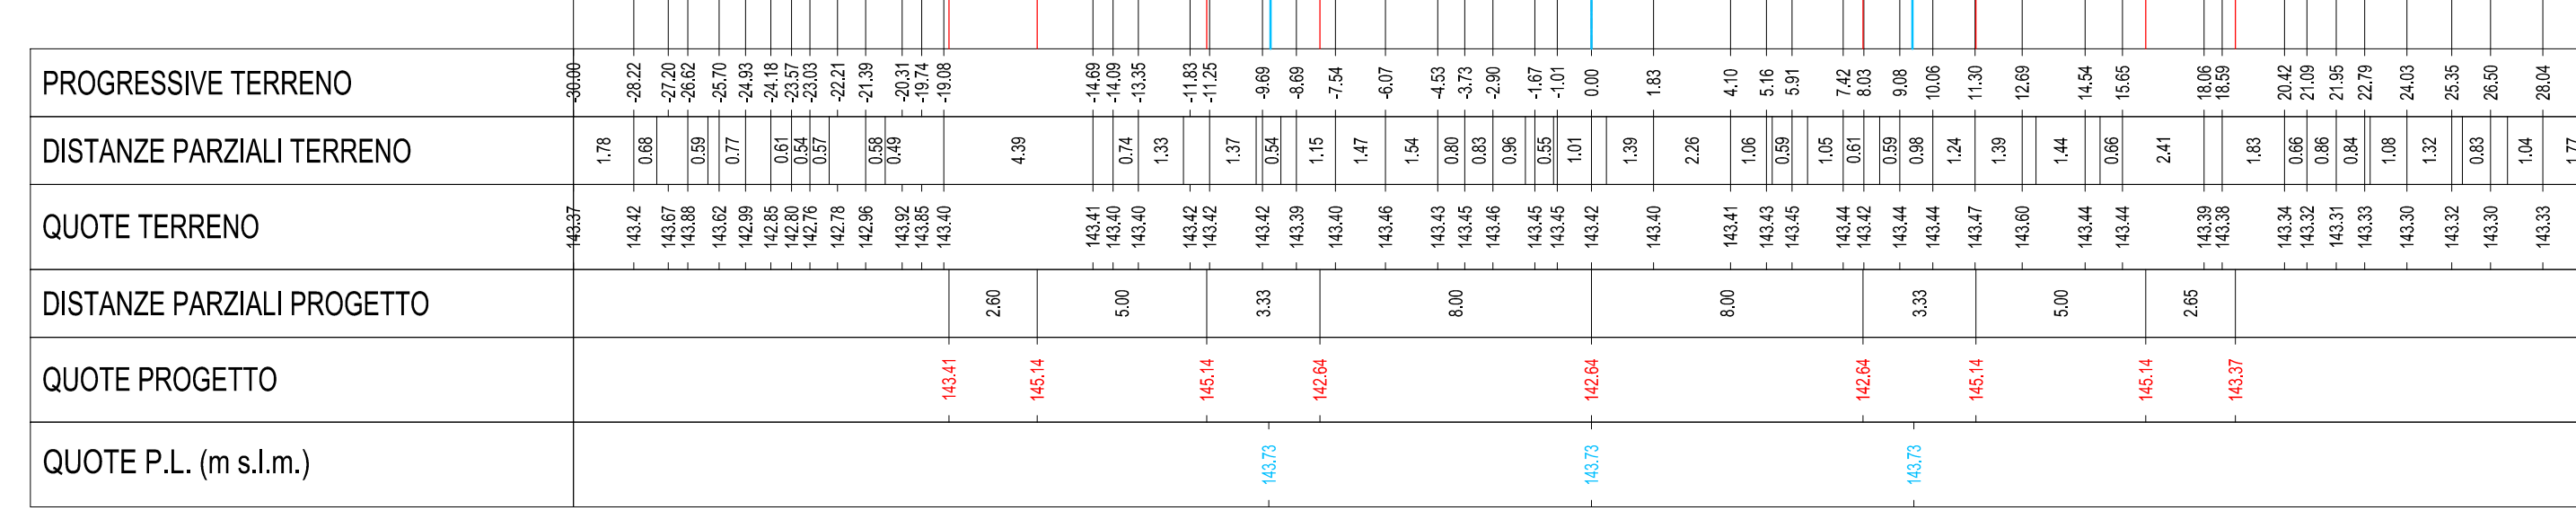 PROGRESSIVE TERRENO -30.00 -28.22 -27.20 -26.62 -25.70 -24.93 -24.18 -23.57 -23.03 -22.21 -21.39 -20.31 -19.74 -19.08 -14.69 -14.09 -13.35 -11.83 -11.25 -9.69 -8.69 -7.54 -6.07 -4.53 -3.73 -2.90 -1.67 -1.01 0.00 1.83 4.10 5.16 5.91 7.42 8.03 9.08 10.06 11.30 12.69 14.54 15.65 18.06 18.59 20.42 21.09 21.95 22.79 24.03 25.35 26.50 28.04
DISTANZE PARZIALI TERRENO 1.78 0.68 0.59 0.77 0.61 0.54 0.57 0.58 0.49 4.39 0.74 1.33 1.37 0.54 1.15 1.47 1.54 0.80 0.83 0.96 0.55 1.01 1.39 2.26 1.06 0.59 1.05 0.61 0.59 0.98 1.24 1.39 1.44 0.66 2.41 1.83 0.66 0.86 0.84 1.08 1.32 0.83 1.04 1.77
QUOTE TERRENO 143.37 143.42 143.67 143.88 143.62 142.99 142.85 142.80 142.76 142.78 142.96 143.92 143.85 143.40 143.41 143.40 143.40 143.42 143.42 143.42 143.39 143.40 143.46 143.43 143.45 143.46 143.45 143.45 143.42 143.40 143.41 143.43 143.45 143.44 143.42 143.44 143.44 143.47 143.60 143.44 143.44 143.39 143.38 143.34 143.32 143.31 143.33 143.30 143.32 143.30 143.33
DISTANZE PARZIALI PROGETTO 2.60 5.00 3.33 8.00 8.00 3.33 5.00 2.65
QUOTE PROGETTO 143.41 145.14 145.14 142.64 142.64 142.64 145.14 145.14 143.37
QUOTE P.L. (m s.l.m.) 143.73 143.73 143.73